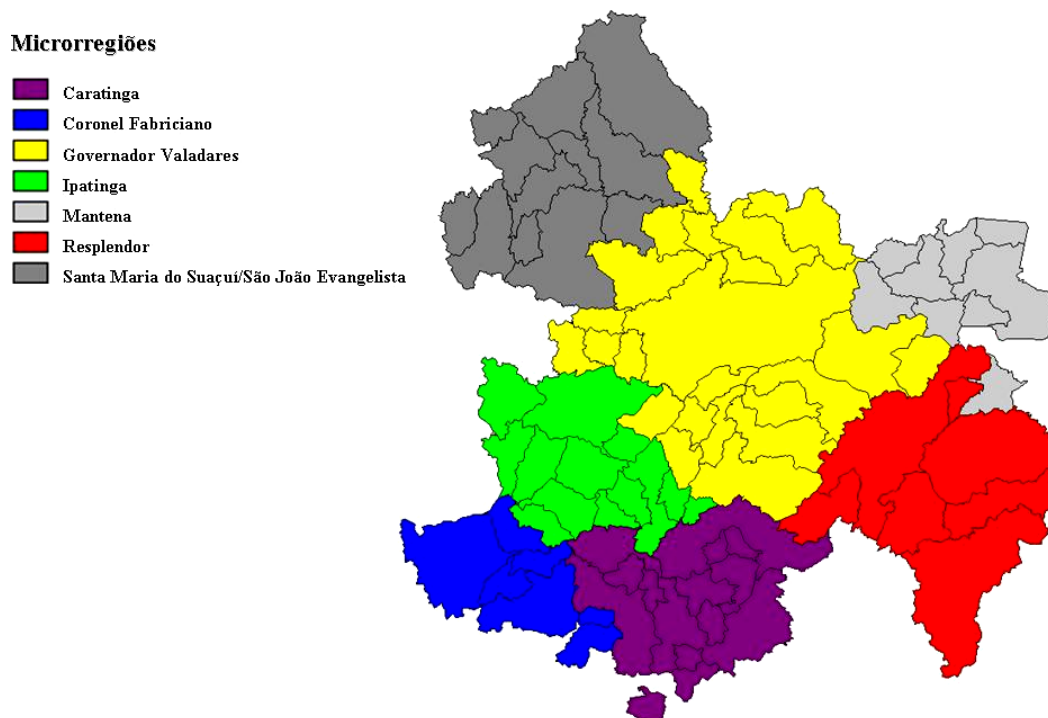 Microrregiões
Caratinga
Coronel Fabriciano
Governador Valadares
Ipatinga
Mantena
Resplendor
Santa Maria do Suaçuí/São João Evangelista